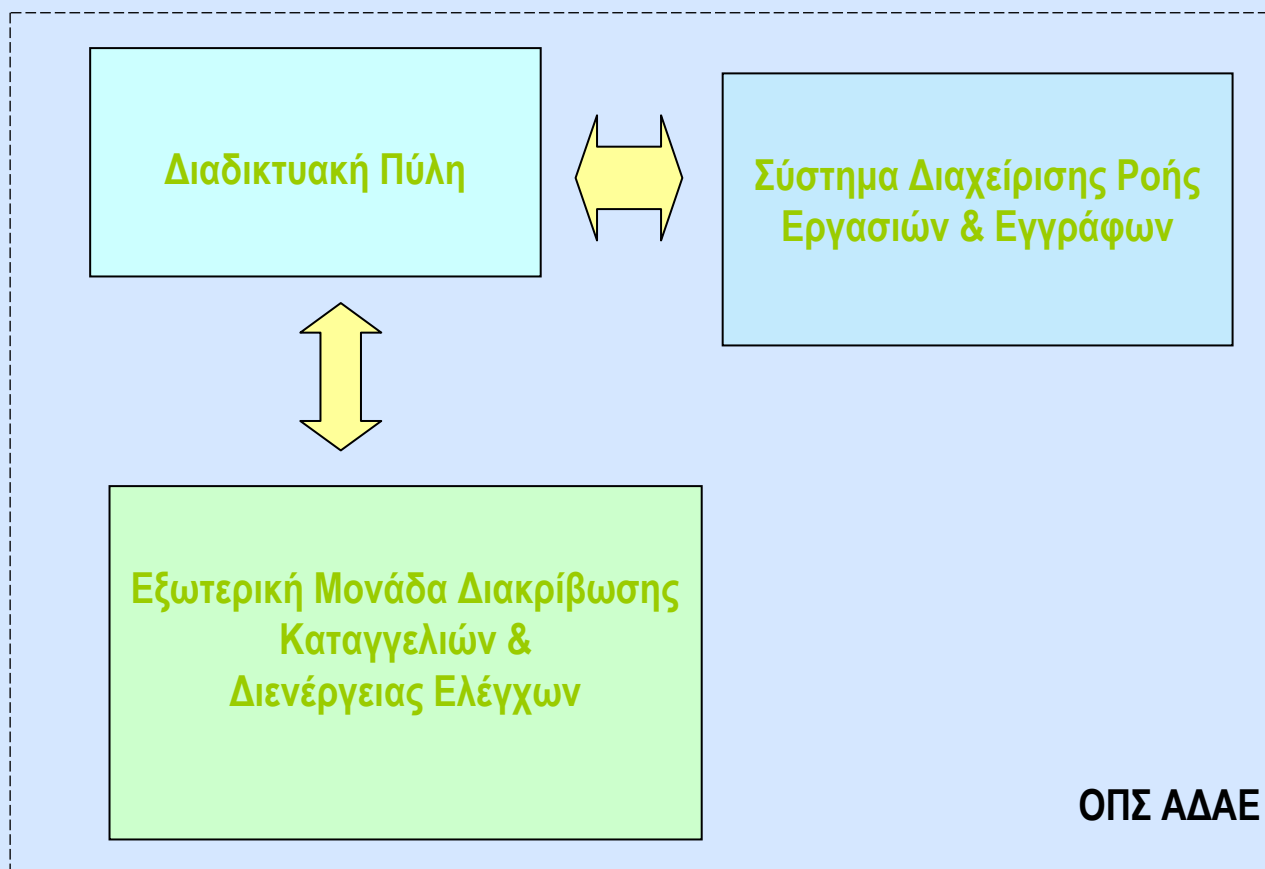 Διαδικτυακή Πύλη
Σύστημα Διαχείρισης Ροής
Εργασιών & Εγγράφων
Εξωτερική Μονάδα Διακρίβωσης
Καταγγελιών &
Διενέργειας Ελέγχων
ΟΠΣ ΑΔΑΕ